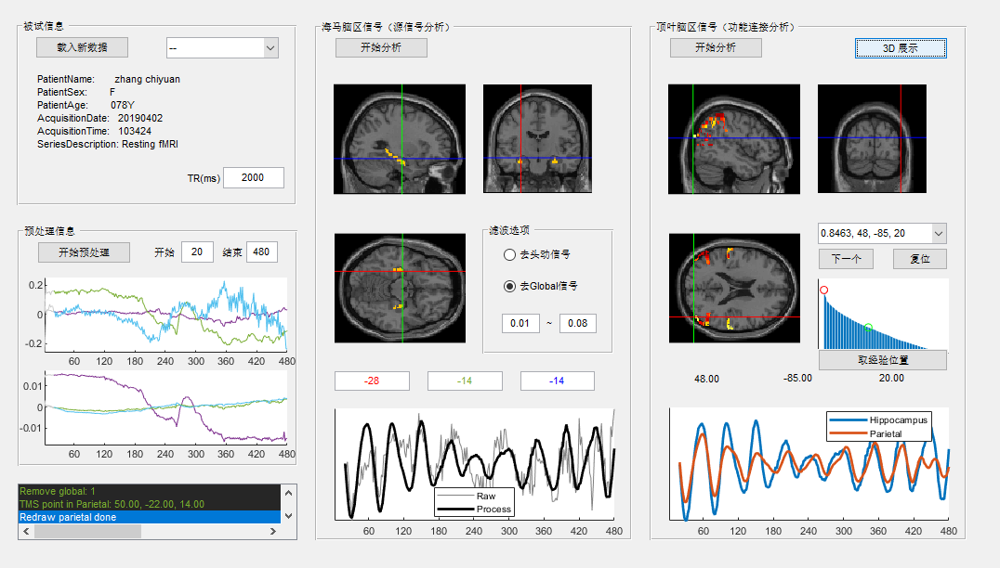 被试信息
载入新数据
--
PatientName: zhang chiyuan
PatientSex: F
PatientAge: 078Y
AcquisitionDate: 20190402
AcquisitionTime: 103424
SeriesDescription: Resting fMRI
TR(ms) 2000
预处理信息
开始预处理 开始 20 结束 480
0.2
0
-0.2
60 120 180 240 300 360 420 480
0.01
0
-0.01
60 120 180 240 300 360 420 480
Remove global: 1
TMS point in Parietal: 50.00, -22.00, 14.00
Redraw parietal done
海马脑区信号（源信号分析）
开始分析
滤波选项
去头动信号
去Global信号
0.01 ~ 0.08
-28 -14 -14
Raw
Process
60 120 180 240 300 360 420 480
顶叶脑区信号（功能连接分析）
开始分析 3D 展示
0.8463, 48, -85, 20
下一个 复位
取经验位置
48.00 -85.00 20.00
Hippocampus
Parietal
60 120 180 240 300 360 420 480